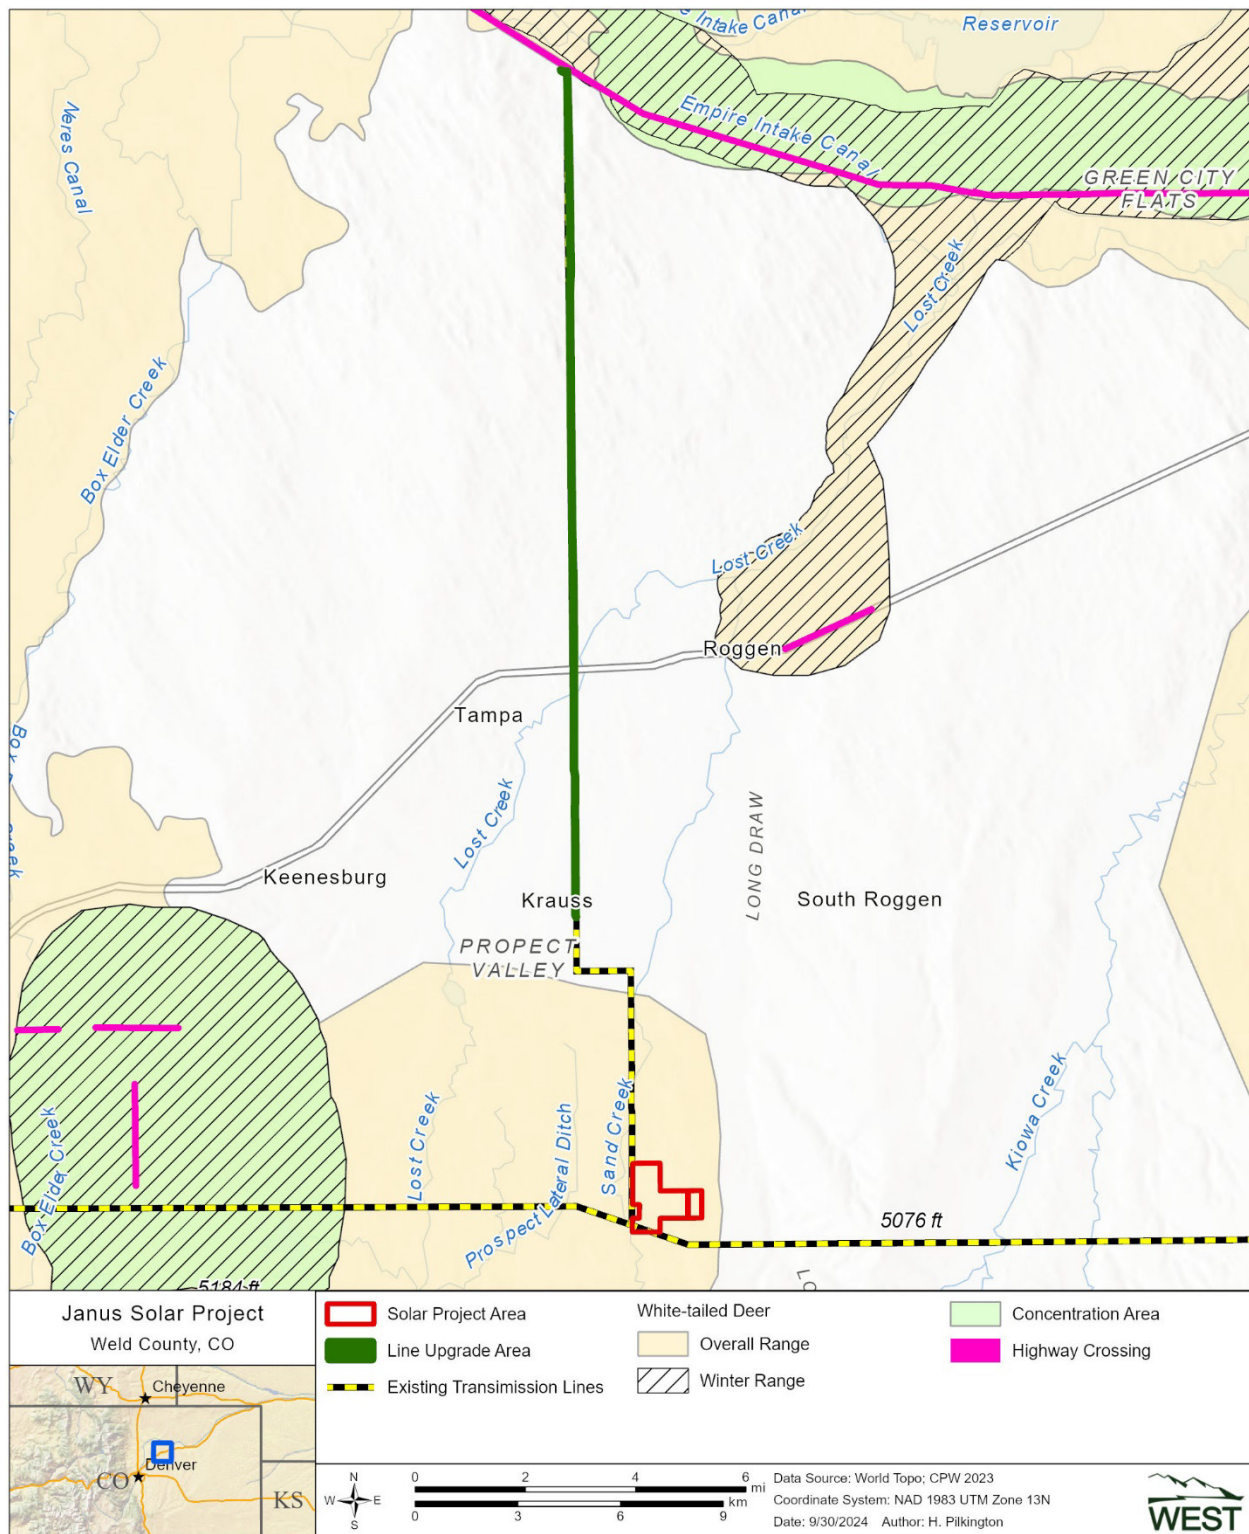 e Intake Canal
Reservoir
Neres Canal
Empire Intake Canal
GREEN CITY
FLATS
Lost Creek
Box Elder Creek
Lost Creek
Roggen
Tampa
Lost Creek
LONG DRAW
Keenesburg
Krauss
South Roggen
PROPECT
VALLEY
Kiowa Creek
Lost Creek
Prospect Lateral Ditch
Sand Creek
Box Elder Creek
5076 ft
5184 ft
Janus Solar Project
Weld County, CO
WY
Cheyenne
Denver
CO
KS
Solar Project Area
Line Upgrade Area
Existing Transimission Lines
White-tailed Deer
Overall Range
Winter Range
Concentration Area
Highway Crossing
N
W
E
S
0 2 4 6 mi
km
0 3 6 9
Data Source: World Topo; CPW 2023
Coordinate System: NAD 1983 UTM Zone 13N
Date: 9/30/2024 Author: H. Pilkington
WEST